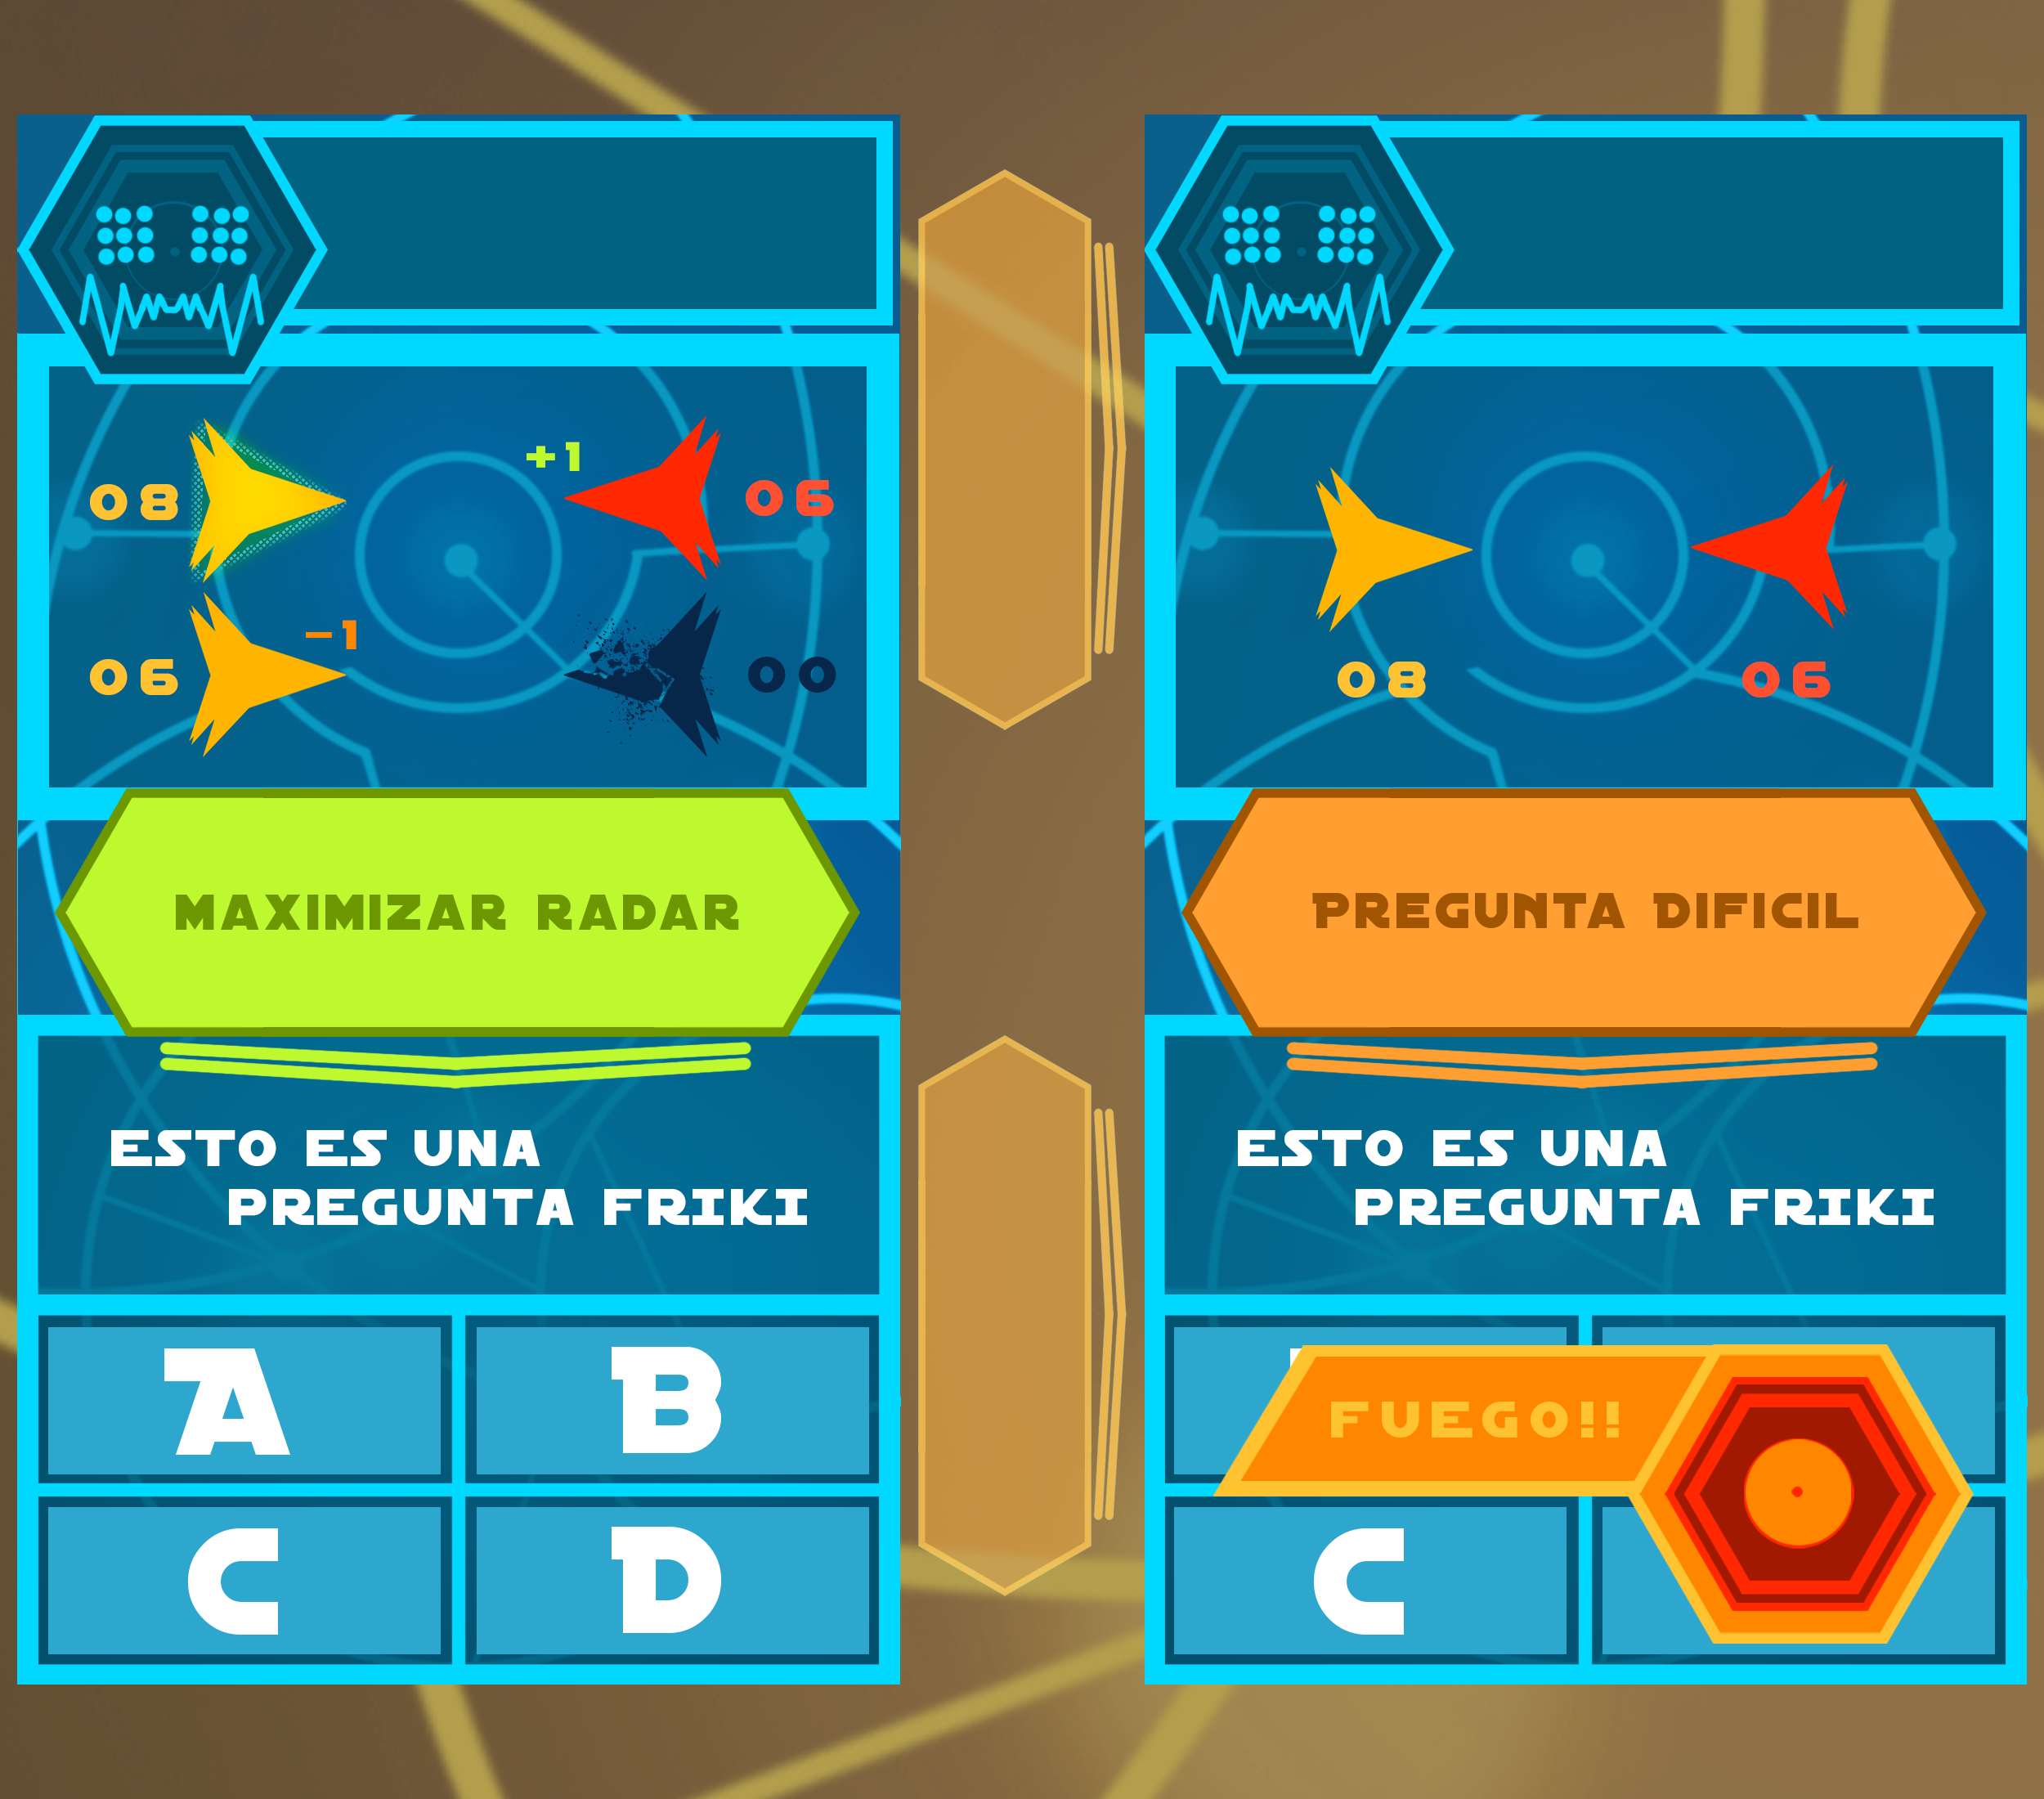 +1
08
06
-1
06
00
MAXIMIZAR RADAR
ESTO ES UNA
PREGUNTA FRIKI
A
B
C
D
08
06
PREGUNTA DIFICIL
ESTO ES UNA
PREGUNTA FRIKI
FUEGO!!
C